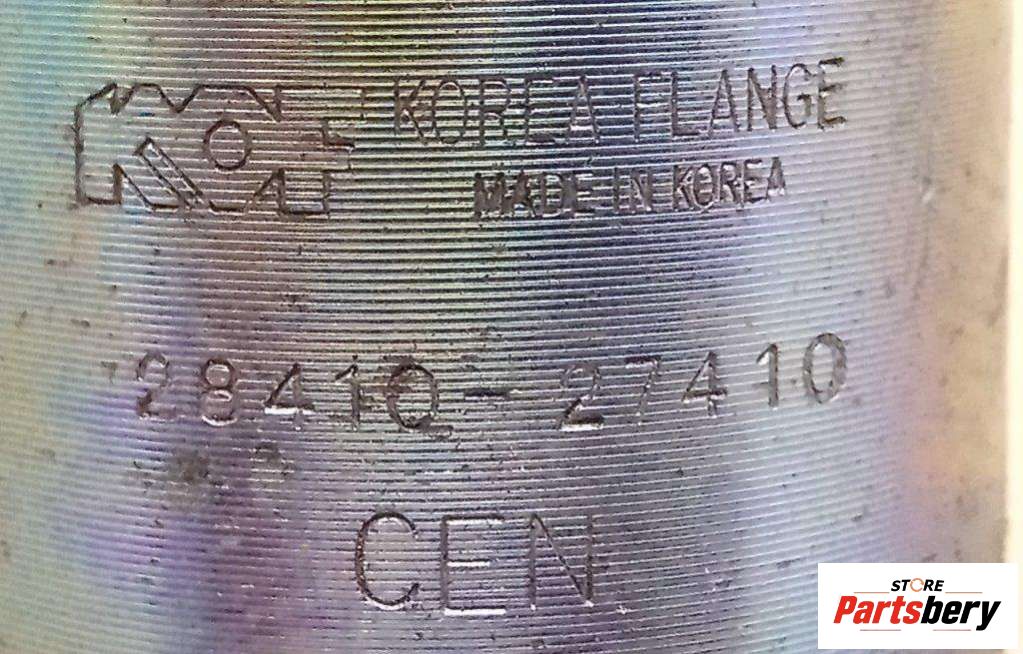 KOREA FLANGE
MADE IN KOREA
28410-27410
CEN
STORE
Partsbery